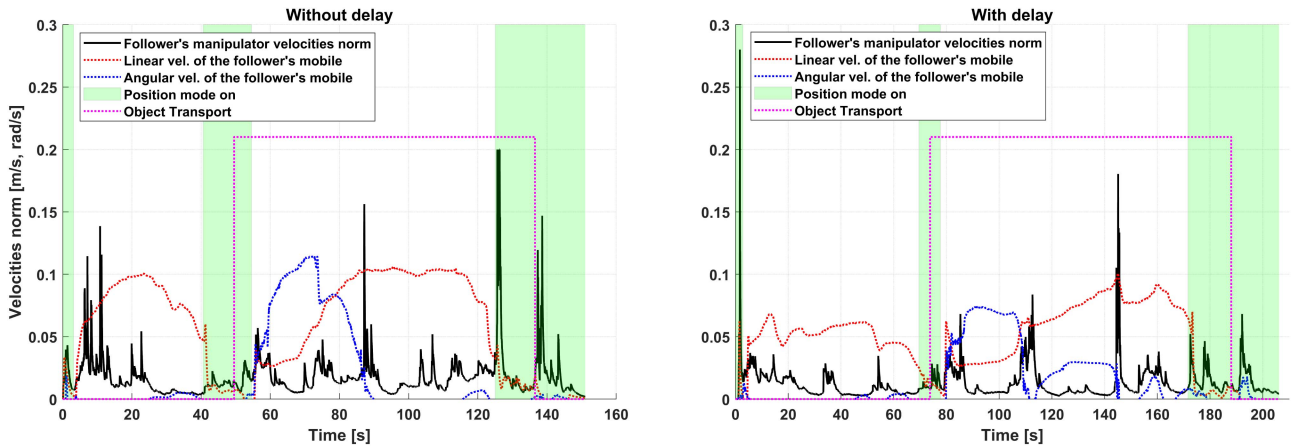 Without delay
0.3
0.25
0.2
0.15
0.1
0.05
0
Velocities norm [m/s, rad/s]
Follower's manipulator velocities norm
Linear vel. of the follower's mobile
Angular vel. of the follower's mobile
Position mode on
Object Transport
0 20 40 60 80 100 120 140 160
Time [s]
With delay
0.3
0.25
0.2
0.15
0.1
0.05
0
Follower's manipulator velocities norm
Linear vel. of the follower's mobile
Angular vel. of the follower's mobile
Position mode on
Object Transport
0 20 40 60 80 100 120 140 160 180 200
Time [s]